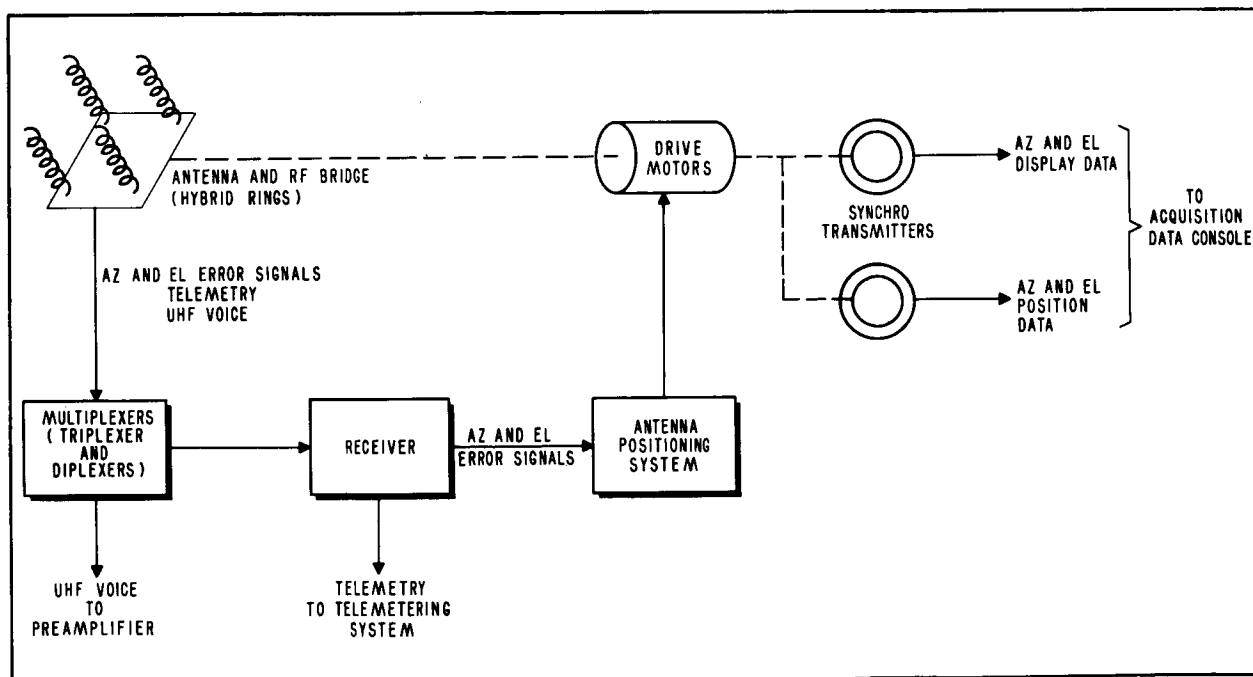 ANTENNA AND RF BRIDGE
(HYBRID RINGS)
DRIVE
MOTORS
SYNCHRO
TRANSMITTERS
AZ AND EL
DISPLAY DATA
AZ AND EL
POSITION
DATA
TO
ACQUISITION
DATA CONSOLE
AZ AND EL ERROR SIGNALS
TELEMETRY
UHF VOICE
MULTIPLEXERS
(TRIPLEXER
AND
DIPLEXERS)
RECEIVER
AZ AND EL
ERROR SIGNALS
ANTENNA
POSITIONING
SYSTEM
UHF VOICE
TO
PREAMPLIFIER
TELEMETRY
TO TELEMETERING
SYSTEM